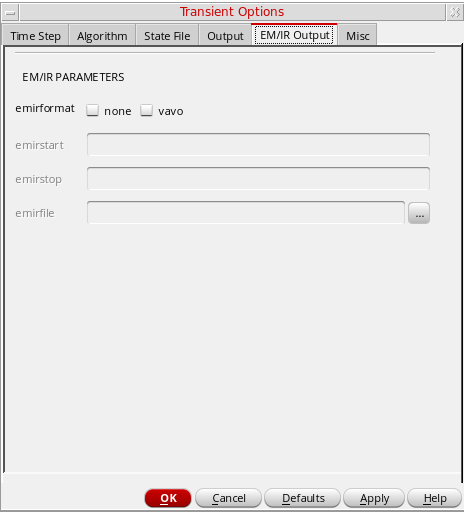 Transient Options
Time Step Algorithm State File Output EM/IR Output Misc
EM/IR PARAMETERS
emirformat none vavo
emirstart
emirstop
emirfile ...
OK Cancel Defaults Apply Help